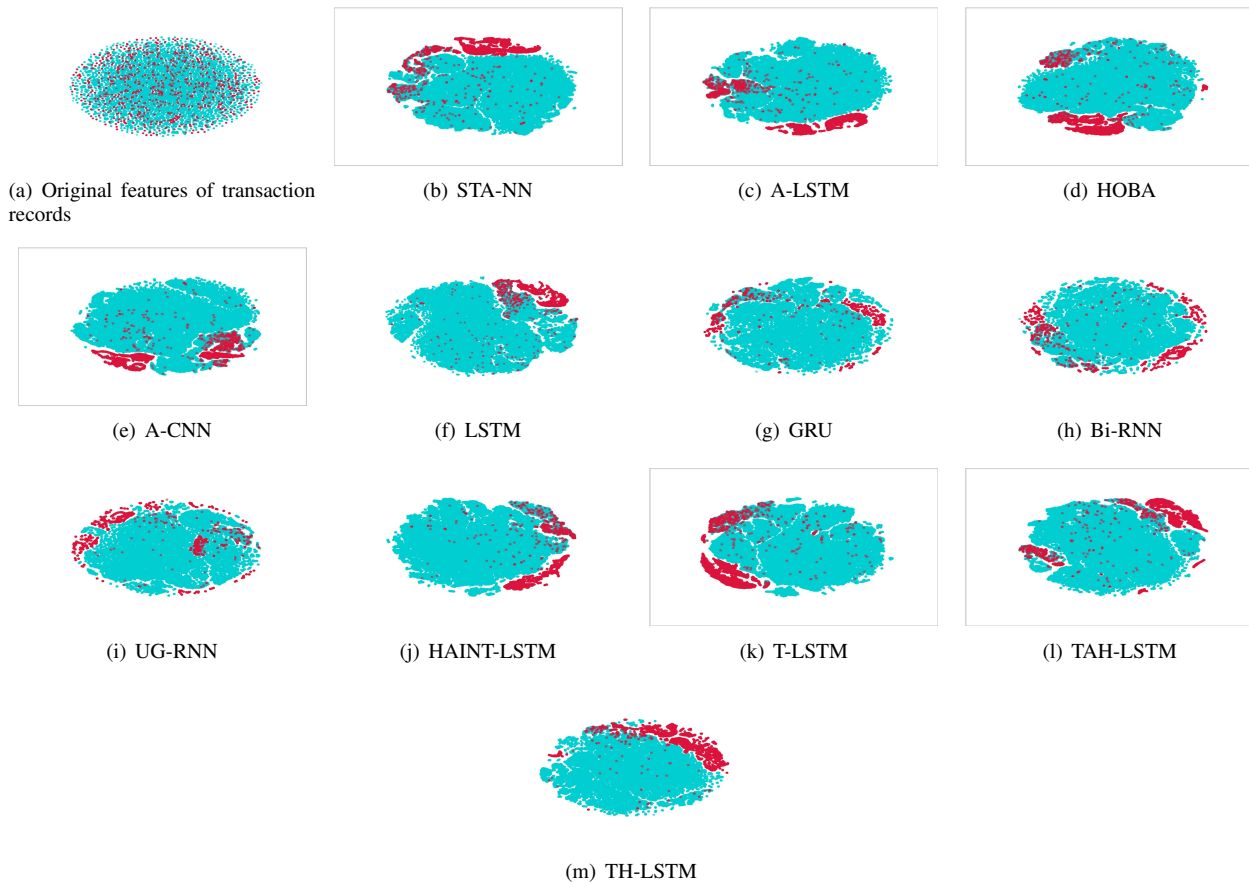 (a) Original features of transaction
records
(b) STA-NN
(c) A-LSTM
(d) HOBA
(e) A-CNN
(f) LSTM
(g) GRU
(h) Bi-RNN
(i) UG-RNN
(j) HAINT-LSTM
(k) T-LSTM
(l) TAH-LSTM
(m) TH-LSTM